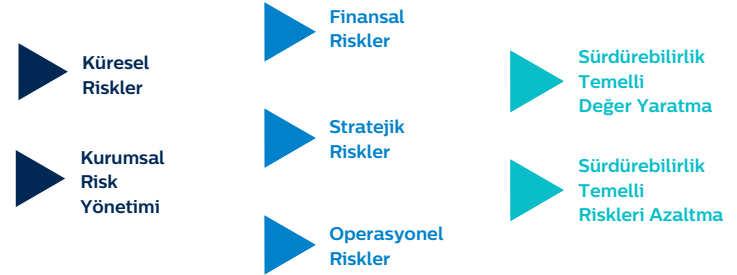 Küresel
Riskler
Kurumsal
Risk
Yönetimi
Finansal
Riskler
Stratejik
Riskler
Operasyonel
Riskler
Sürdürebilirlik
Temelli
Değer Yaratma
Sürdürebilirlik
Temelli
Riskleri Azaltma